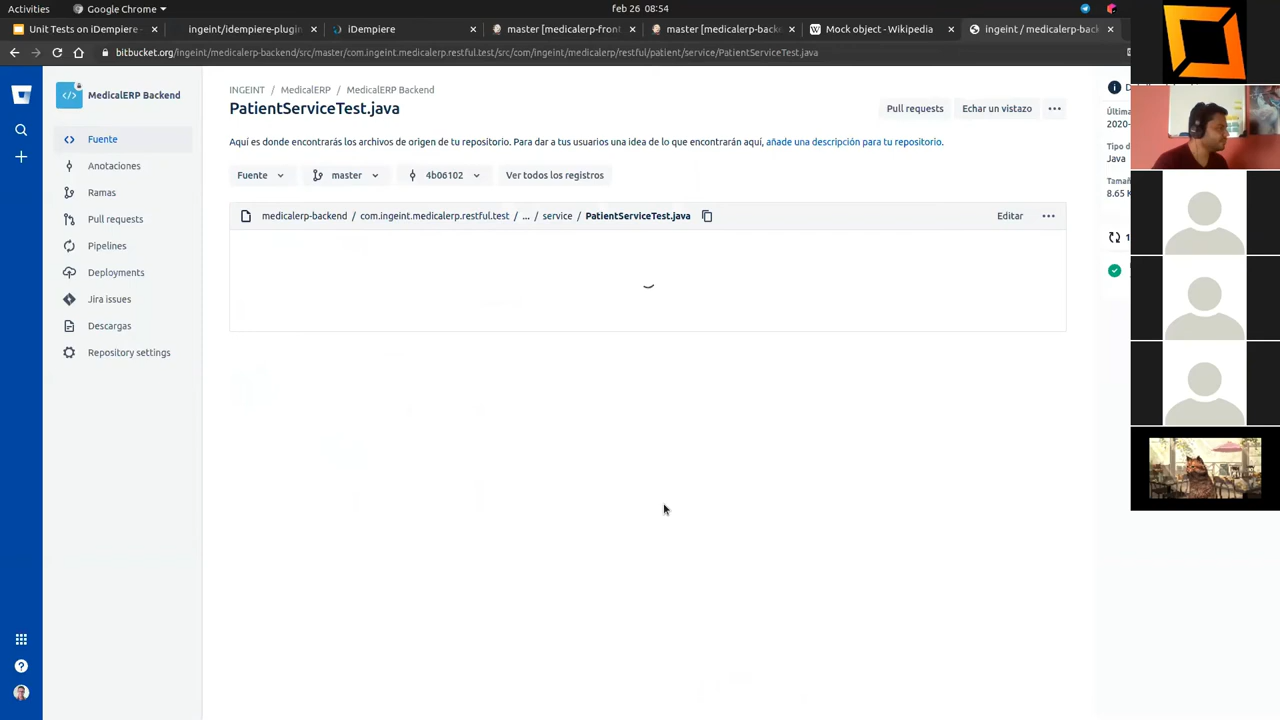 Activities
Google Chrome
feb 26 08:54
Unit Tests on iDempiere -
ingeint/idempiere-plugin
iDempiere
master [medicalerp-front
master [medicalerp-back
Mock object - Wikipedia
ingeint / medicalerp-back
bitbucket.org/ingeint/medicalerp-backend/src/master/com.ingeint.medicalerp.restful.test/src/com/ingeint/medicalerp/restful/patient/service/PatientServiceTest.java
MedicalERP Backend
Fuente
Anotaciones
Ramas
Pull requests
Pipelines
Deployments
Jira issues
Descargas
Repository settings
INGEINT / MedicalERP / MedicalERP Backend
PatientServiceTest.java
Pull requests
Echar un vistazo
Aquí es donde encontrarás los archivos de origen de tu repositorio. Para dar a tus usuarios una idea de lo que encontrarán aquí, añade una descripción para tu repositorio.
Fuente
master
4b06102
Ver todos los registros
medicalerp-backend / com.ingeint.medicalerp.restful.test / ... / service / PatientServiceTest.java
Editar
Última
2020-
Tipo d
Java
Tamañ
8.65 K